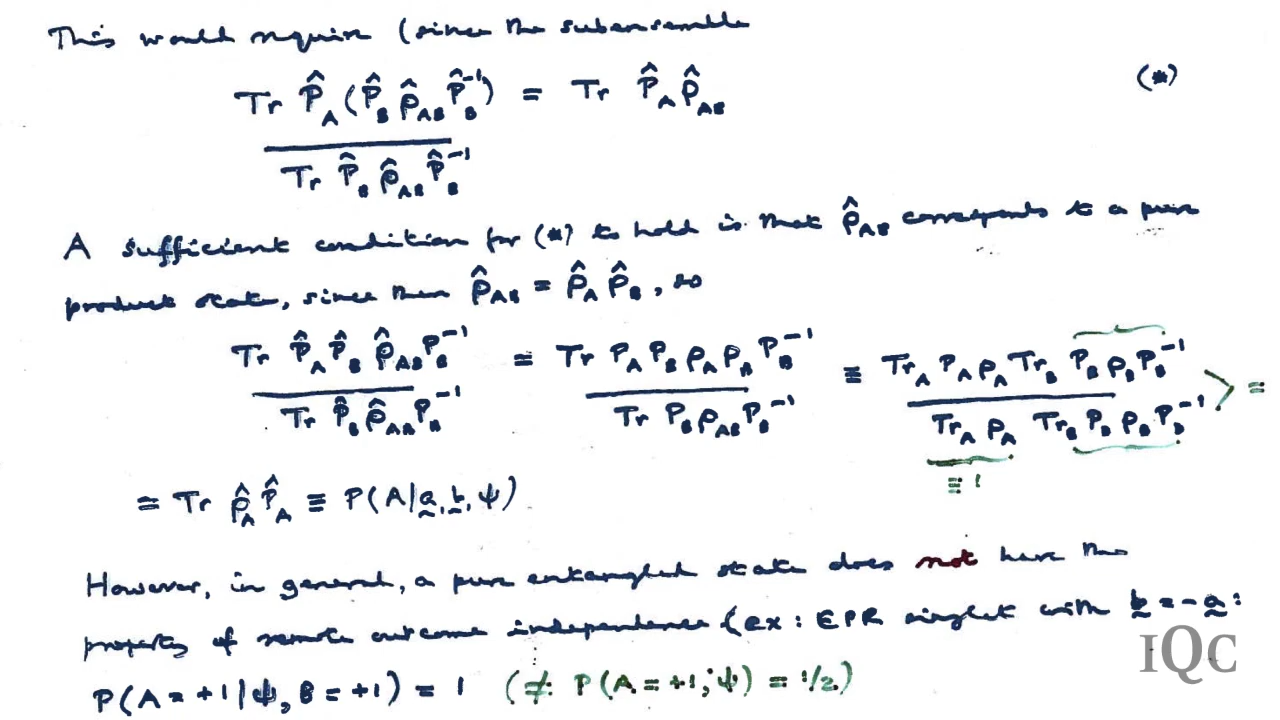 This would require (since the subensemble
Tr P̂_A(P̂_B ρ̂_AB P̂_B^-1) / Tr P̂_B ρ̂_AB P̂_B^-1 = Tr P̂_A ρ̂_AB (*)
A sufficient condition for (*) to hold is that ρ̂_AB corresponds to a pure
product state, since then ρ̂_AB = ρ̂_A ρ̂_B, so
Tr P̂_A P̂_B ρ̂_AB P_B^-1 / Tr P̂_B ρ̂_AB P_B^-1 = Tr P_A P_B ρ_A ρ_B P_B^-1 / Tr P_B ρ_AB P_B^-1 ≡ Tr_A P_A ρ_A Tr_B P_B ρ_B P_B^-1 / Tr_A ρ_A Tr_B P_B ρ_B P_B^-1 > =
≡ 1
= Tr ρ̂_A P̂_A ≡ P(A|a, b, ψ)
However, in general, a pure entangled state does not have the
property of remote outcome independence (ex: EPR singlet with b = -a:
P(A = +1|ψ, B = +1) = 1 (≠ P(A = +1; ψ) = 1/2)
IQC